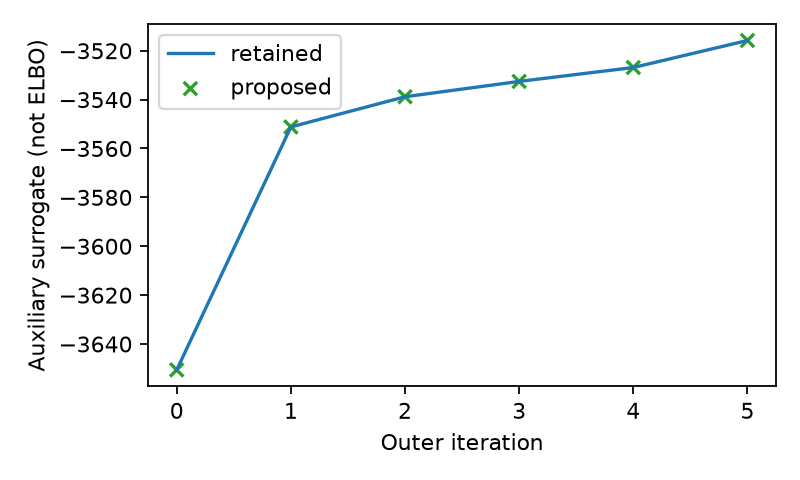 retained
proposed
Auxiliary surrogate (not ELBO)
−3520
−3540
−3560
−3580
−3600
−3620
−3640
0 1 2 3 4 5
Outer iteration